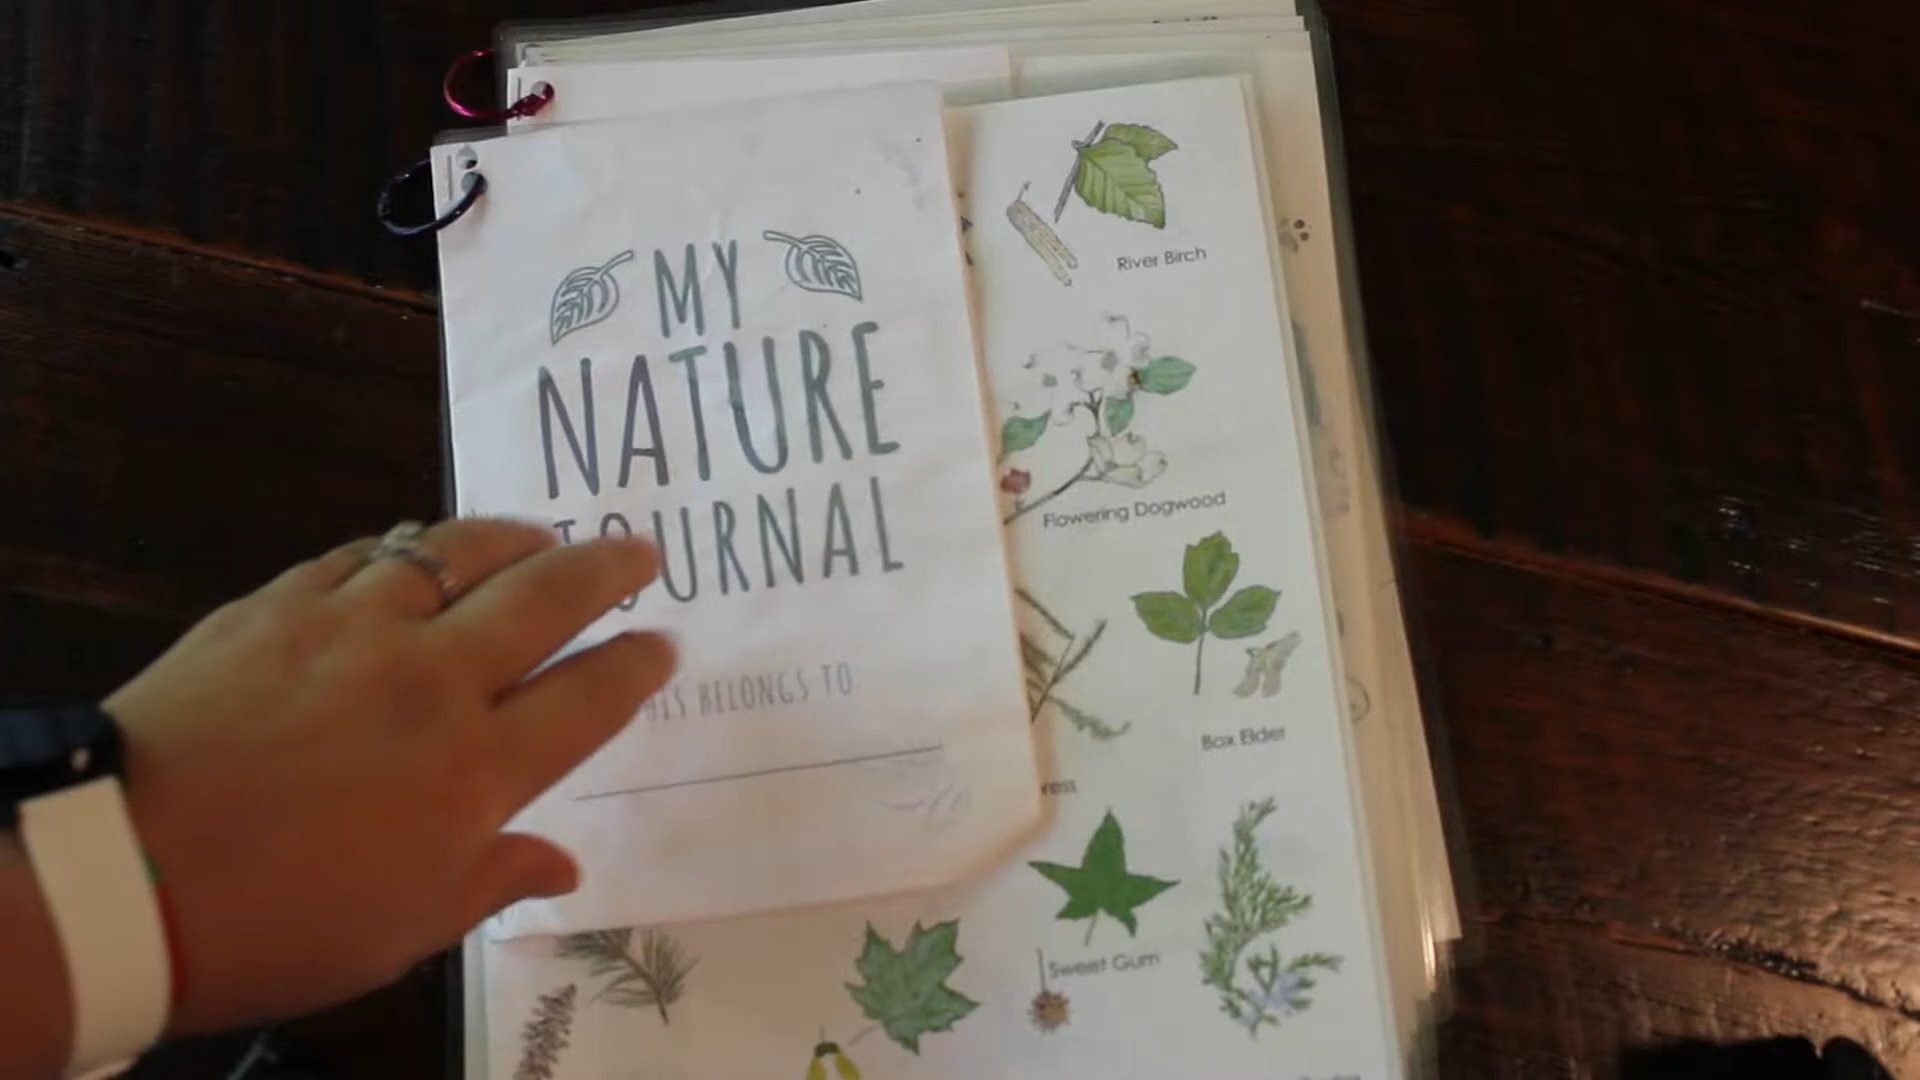 MY
NATURE
JOURNAL
BELONGS TO
River Birch
Flowering Dogwood
Box Elder
Sweet Gum